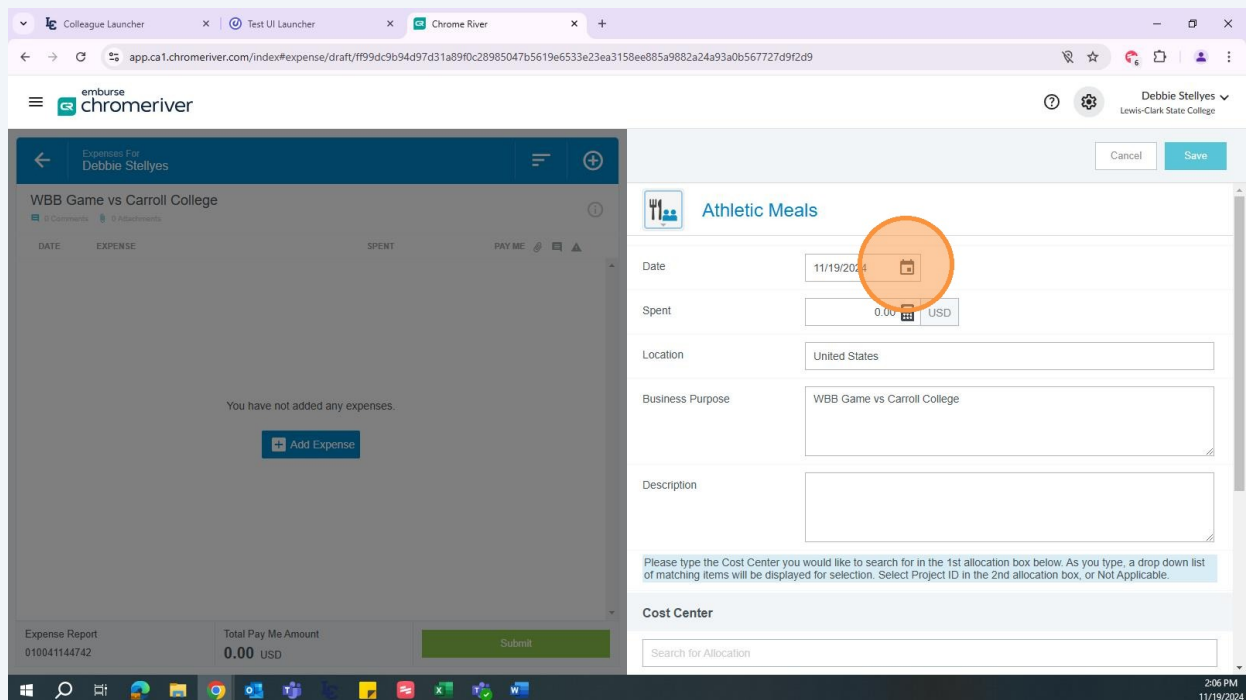 Colleague Launcher
Test UI Launcher
Chrome River
app.ca1.chromeriver.com/index#expense/draft/ff99dc9b94d97d31a89f0c28985047b5619e6533e23ea3158ee885a9882a24a93a0b567727d9f2d9
6
emburse
chromeriver
Debbie Stellyes
Lewis-Clark State College
Expenses For
Debbie Stellyes
Cancel
Save
WBB Game vs Carroll College
0 Comments 0 Attachments
DATE EXPENSE SPENT PAY ME
Athletic Meals
Date 11/19/2024
Spent 0.00 USD
Location United States
Business Purpose WBB Game vs Carroll College
You have not added any expenses.
Add Expense
Description
Please type the Cost Center you would like to search for in the 1st allocation box below. As you type, a drop down list
of matching items will be displayed for selection. Select Project ID in the 2nd allocation box, or Not Applicable.
Cost Center
Search for Allocation
Expense Report
010041144742
Total Pay Me Amount
0.00 USD
Submit
2:06 PM
11/19/2024